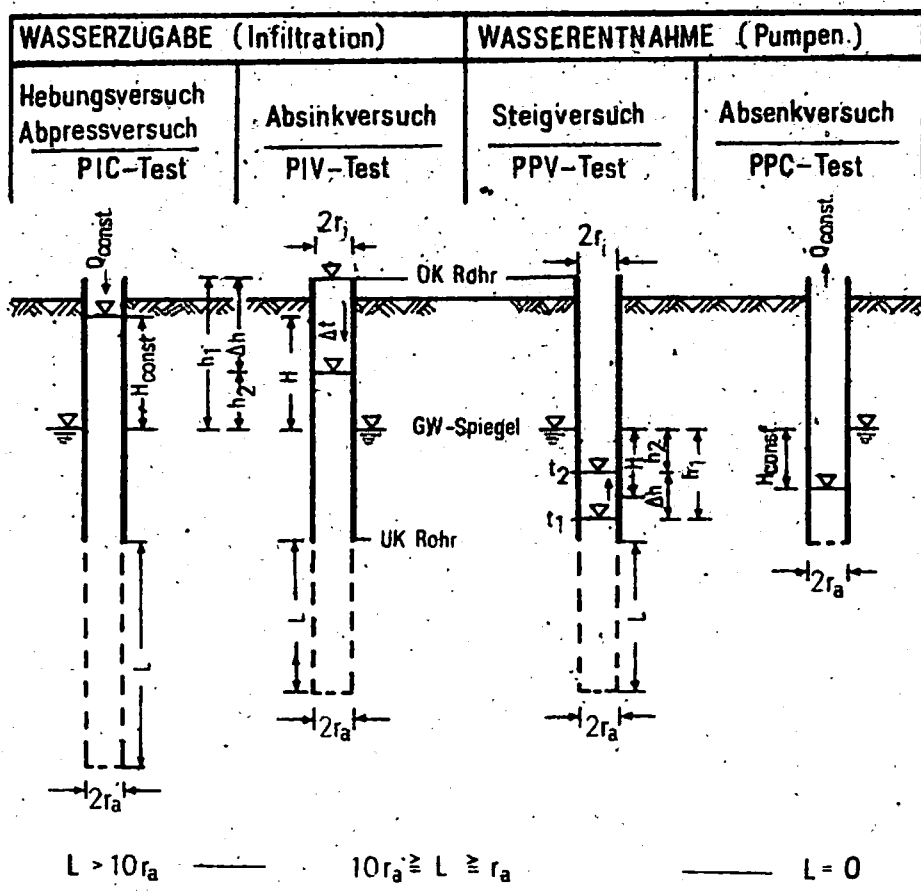 WASSERZUGABE (Infiltration)
WASSERENTNAHME (Pumpen.)
Hebungsversuch
Abpressversuch
PIC-Test
Absinkversuch
PIV-Test
Steigversuch
PPV-Test
Absenkversuch
PPC-Test
Qconst.
2rj
2ri
Qconst.
OK Rohr
Hconst
h1
Δh
h2
H
Δt
GW-Spiegel
t2
t1
H
h2
Δh
h1
Hconst
UK Rohr
L
L
L
2ra
2ra
2ra
2ra
L > 10ra — 10ra ≧ L ≧ ra — L = 0